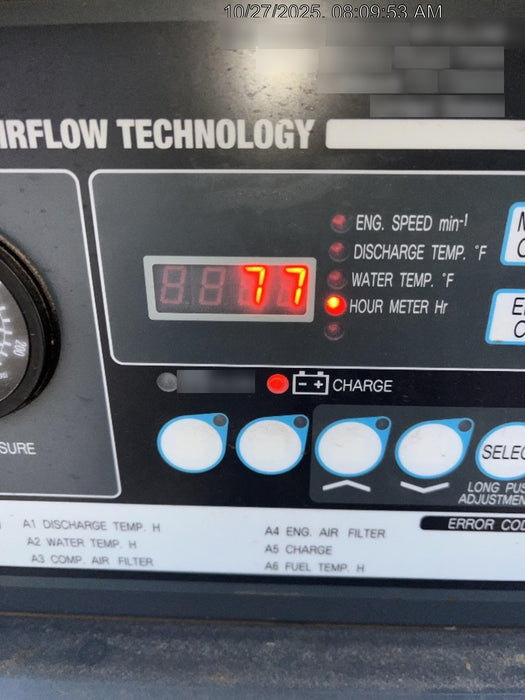 10/27/2025, 08:09:53 AM
IRFLOW TECHNOLOGY
ENG. SPEED min-¹
DISCHARGE TEMP. °F
WATER TEMP. °F
HOUR METER Hr
77
200
CHARGE
SURE
SELEC
LONG PUS
ADJUSTMEN
ERROR COD
A1 DISCHARGE TEMP. H
A2 WATER TEMP. H
A3 COMP. AIR FILTER
A4 ENG. AIR FILTER
A5 CHARGE
A6 FUEL TEMP. H